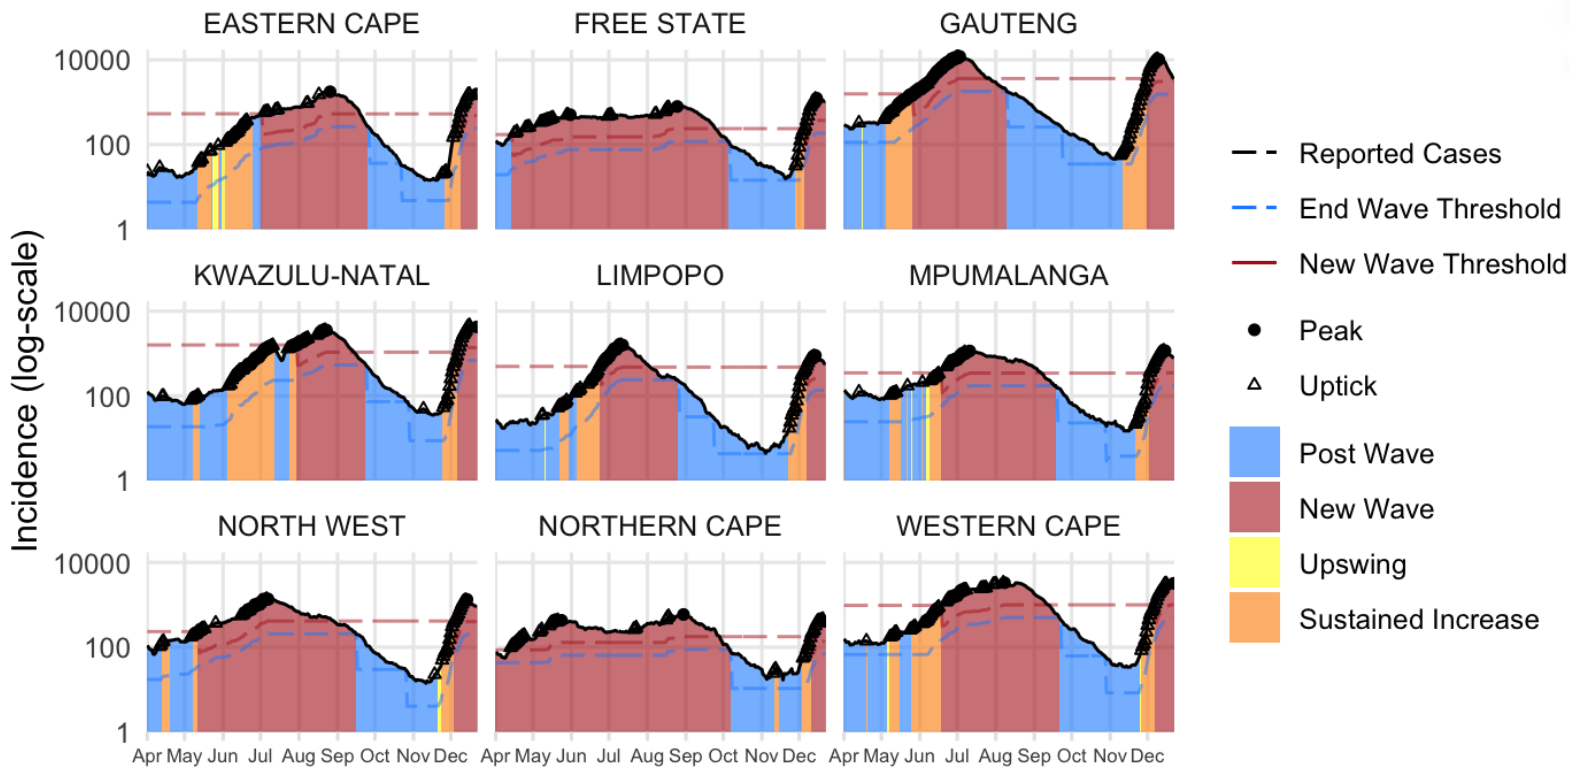 EASTERN CAPE FREE STATE GAUTENG
10000
100
1
KWAZULU-NATAL LIMPOPO MPUMALANGA
10000
100
1
NORTH WEST NORTHERN CAPE WESTERN CAPE
10000
100
1
Apr May Jun Jul Aug Sep Oct Nov Dec Apr May Jun Jul Aug Sep Oct Nov Dec Apr May Jun Jul Aug Sep Oct Nov Dec
Incidence (log-scale)
Reported Cases
End Wave Threshold
New Wave Threshold
Peak
Uptick
Post Wave
New Wave
Upswing
Sustained Increase